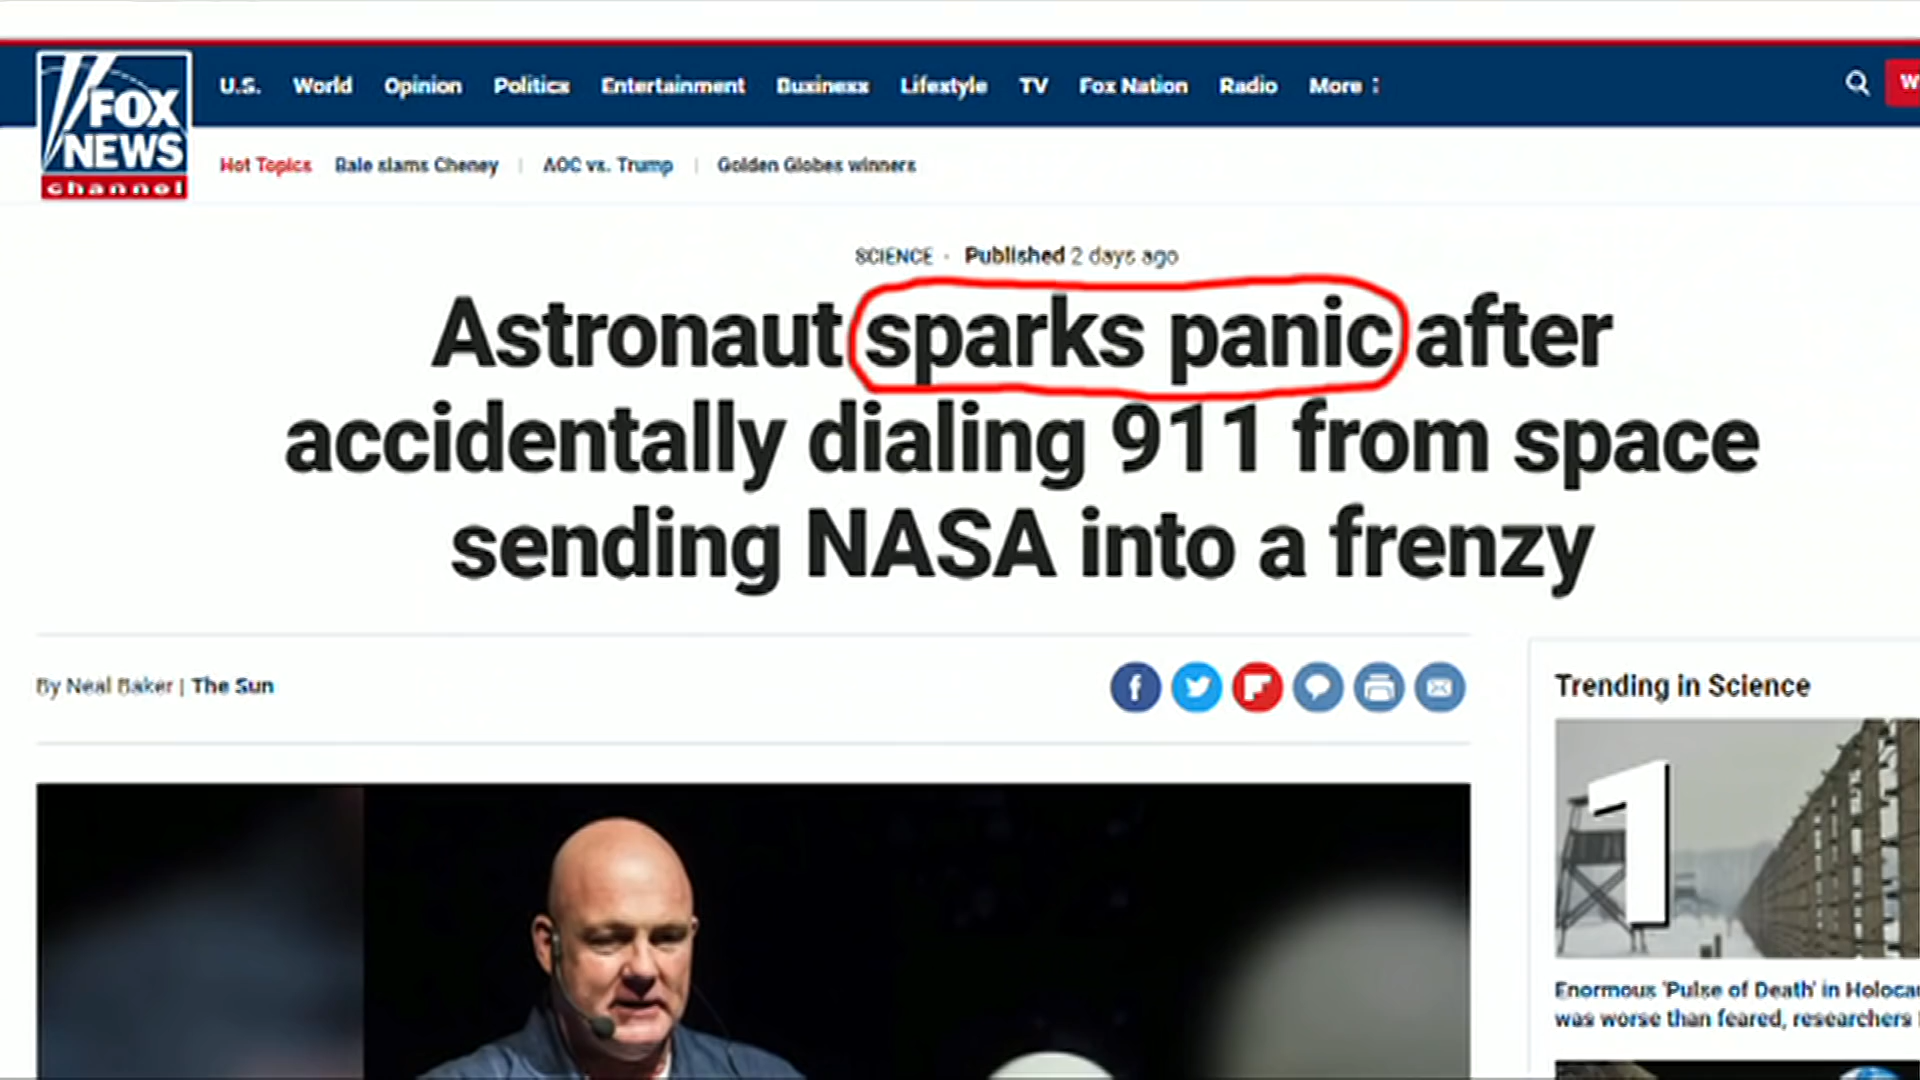 FOX
NEWS
channel
U.S. World Opinion Politics Entertainment Business Lifestyle TV Fox Nation Radio More
Hot Topics Bale slams Cheney | AOC vs. Trump | Golden Globes winners
SCIENCE · Published 2 days ago
Astronaut sparks panic after
accidentally dialing 911 from space
sending NASA into a frenzy
By Neal Baker | The Sun
f
Trending in Science
1
Enormous 'Pulse of Death' in
was worse than feared, researchers